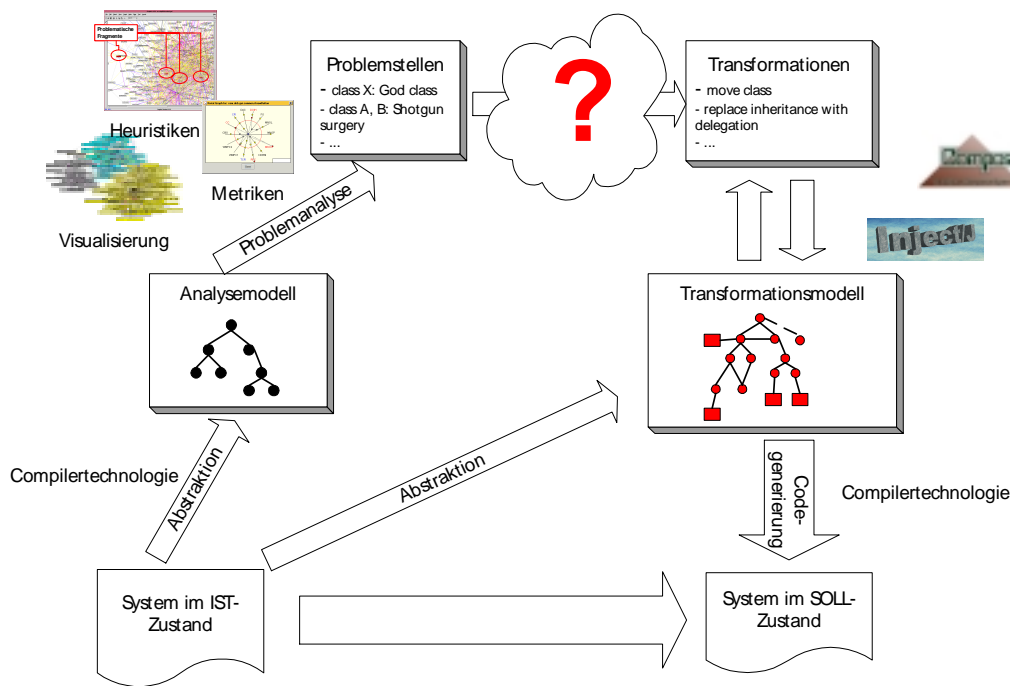 Problematische
Fragmente
Heuristiken
Metriken
Visualisierung
Problemstellen
- class X: God class
- class A, B: Shotgun
surgery
- ...
?
Transformationen
- move class
- replace inheritance with
delegation
- ...
Compos
Inject/J
Problemanalyse
Analysemodell
Transformationsmodell
Compilertechnologie
Abstraktion
Abstraktion
Code-
generierung
Compilertechnologie
System im IST-
Zustand
System im SOLL-
Zustand